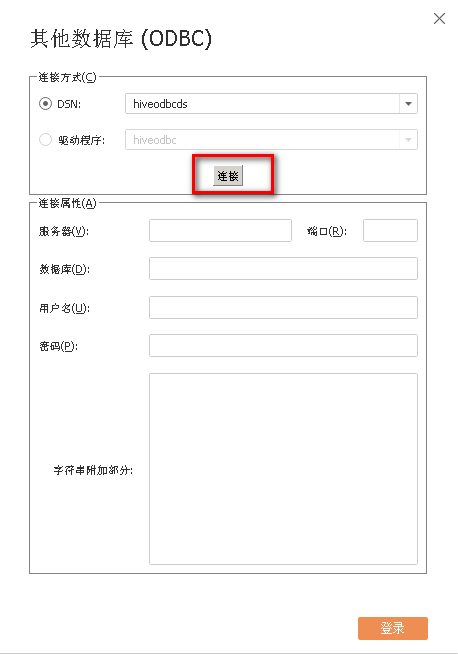 其他数据库 (ODBC)
连接方式(C)
DSN: hiveodbcds
驱动程序: hiveodbc
连接
连接属性(A)
服务器(V): 端口(R):
数据库(D):
用户名(U):
密码(P):
字符串附加部分:
登录